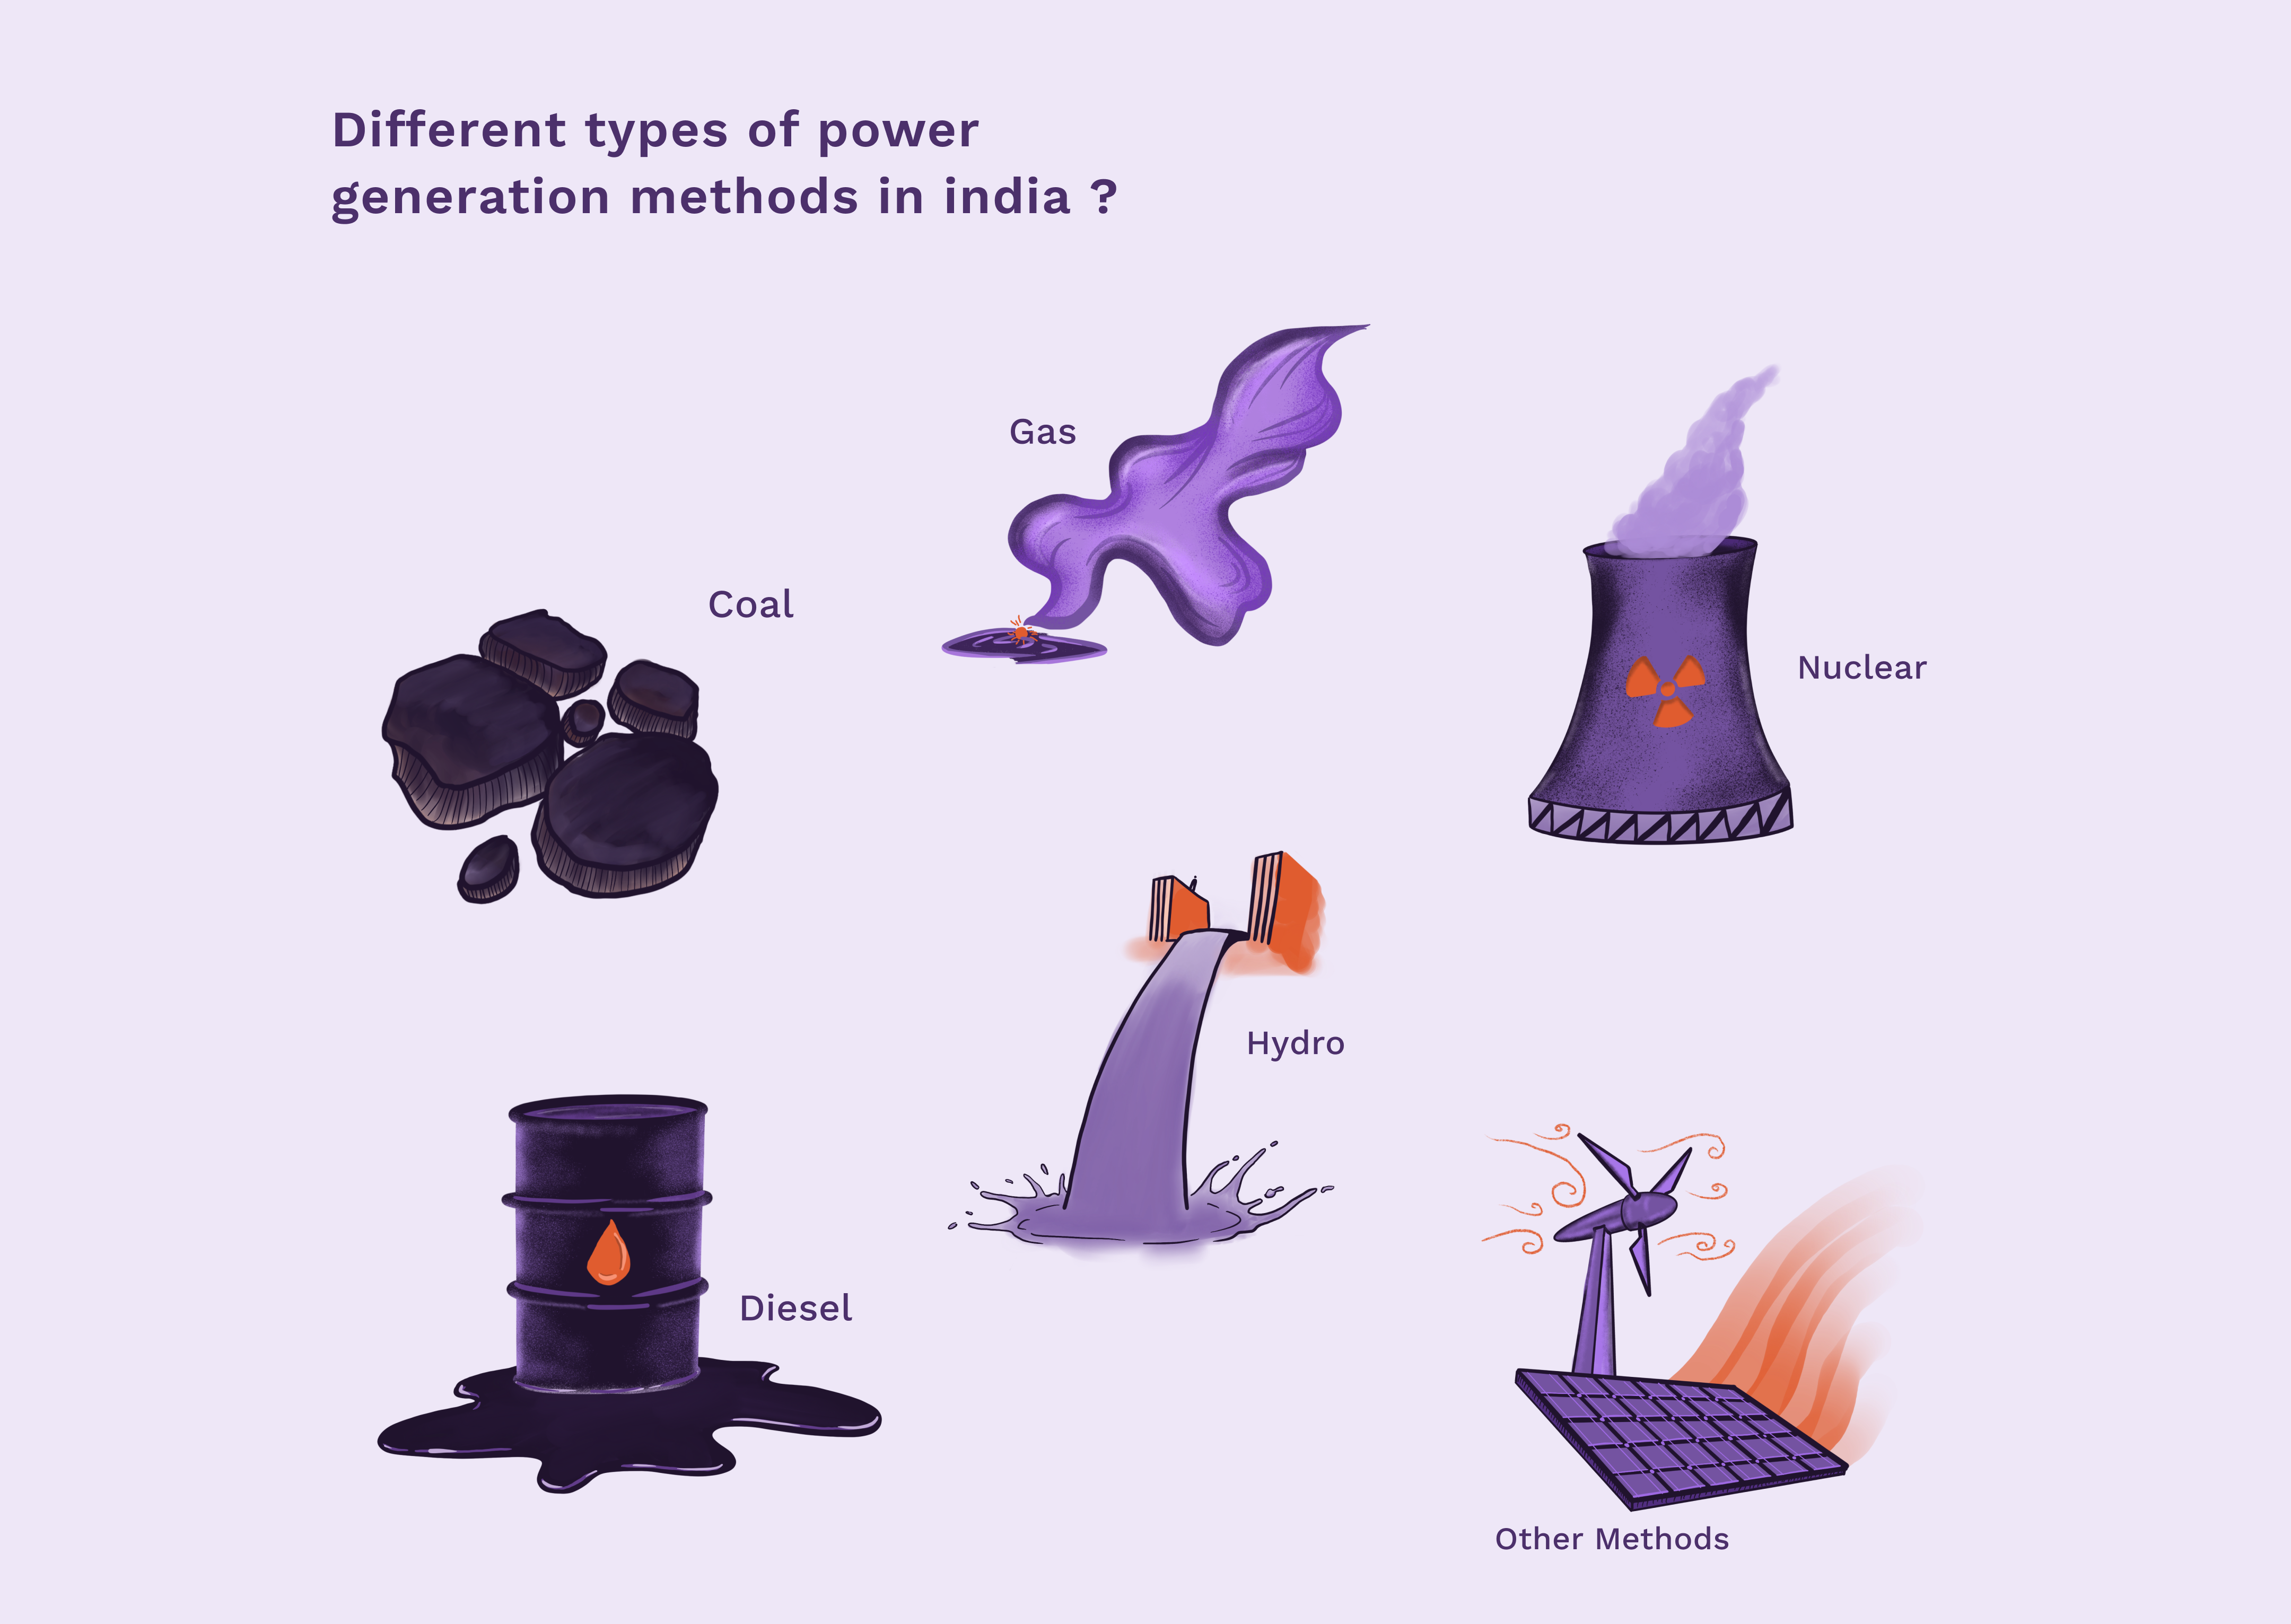 Different types of power
generation methods in india ?
Gas
Coal
Nuclear
Hydro
Diesel
Other Methods